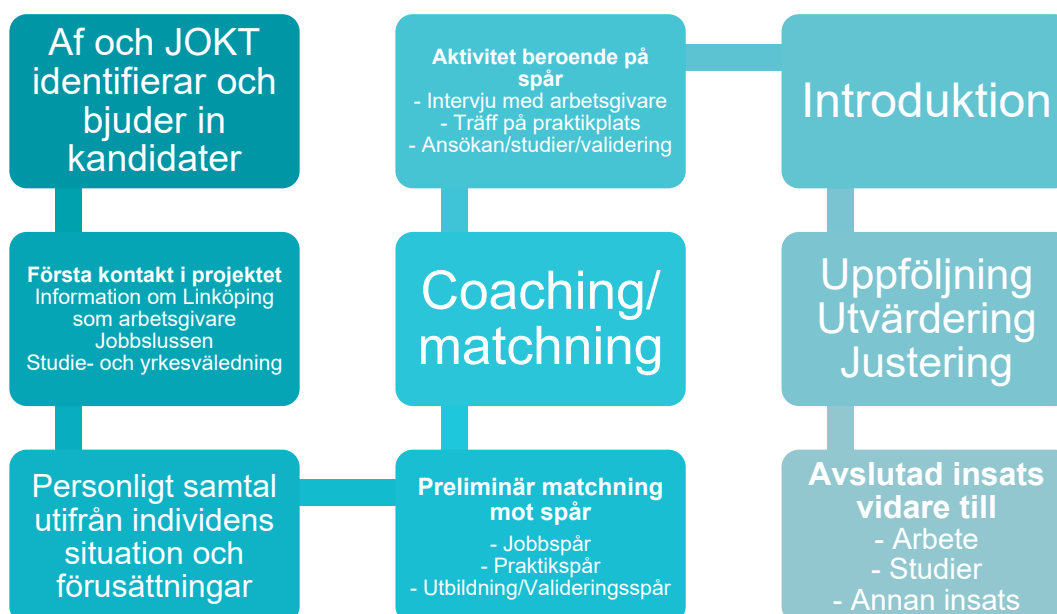 Af och JOKT
identifierar och
bjuder in
kandidater
Första kontakt i projektet
Information om Linköping
som arbetsgivare
Jobbslussen
Studie- och yrkesväledning
Personligt samtal
utifrån individens
situation och
förusättningar
Preliminär matchning
mot spår
- Jobbspår
- Praktikspår
- Utbildning/Valideringsspår
Coaching/
matchning
Aktivitet beroende på
spår
- Intervju med arbetsgivare
- Träff på praktikplats
- Ansökan/studier/validering
Introduktion
Uppföljning
Utvärdering
Justering
Avslutad insats
vidare till
- Arbete
- Studier
- Annan insats